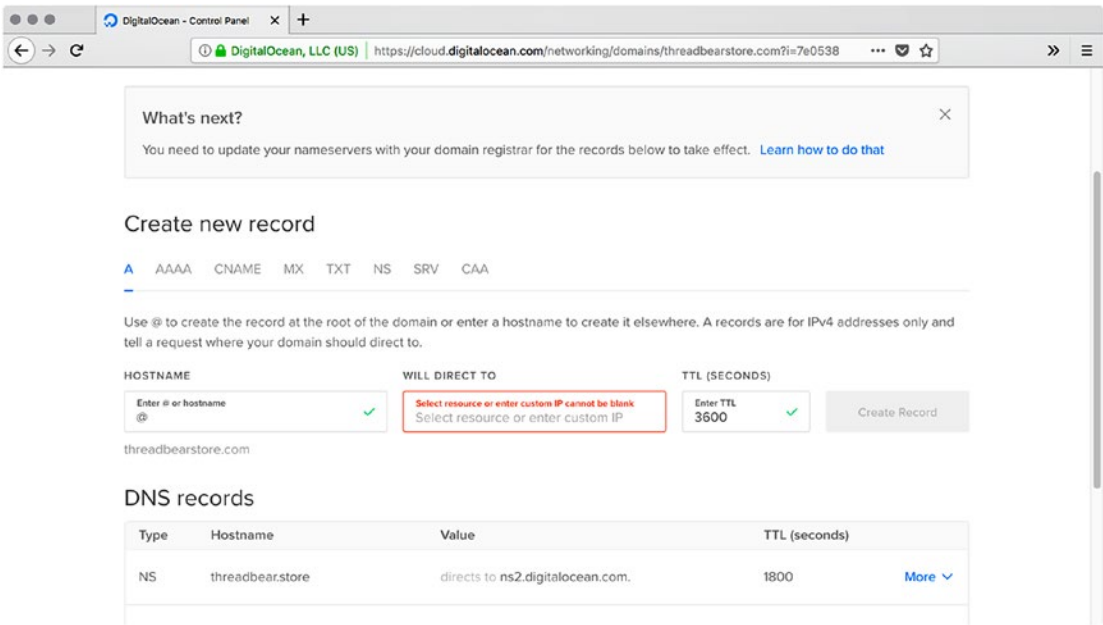 DigitalOcean - Control Panel
DigitalOcean, LLC (US) https://cloud.digitalocean.com/networking/domains/threadbearstore.com?i=7e0538
What's next?
You need to update your nameservers with your domain registrar for the records below to take effect. Learn how to do that
Create new record
A AAAA CNAME MX TXT NS SRV CAA
Use @ to create the record at the root of the domain or enter a hostname to create it elsewhere. A records are for IPv4 addresses only and
tell a request where your domain should direct to.
HOSTNAME WILL DIRECT TO TTL (SECONDS)
Enter @ or hostname Select resource or enter custom IP cannot be blank Enter TTL
@ Select resource or enter custom IP 3600 Create Record
threadbearstore.com
DNS records
Type Hostname Value TTL (seconds)
NS threadbear.store directs to ns2.digitalocean.com. 1800 More